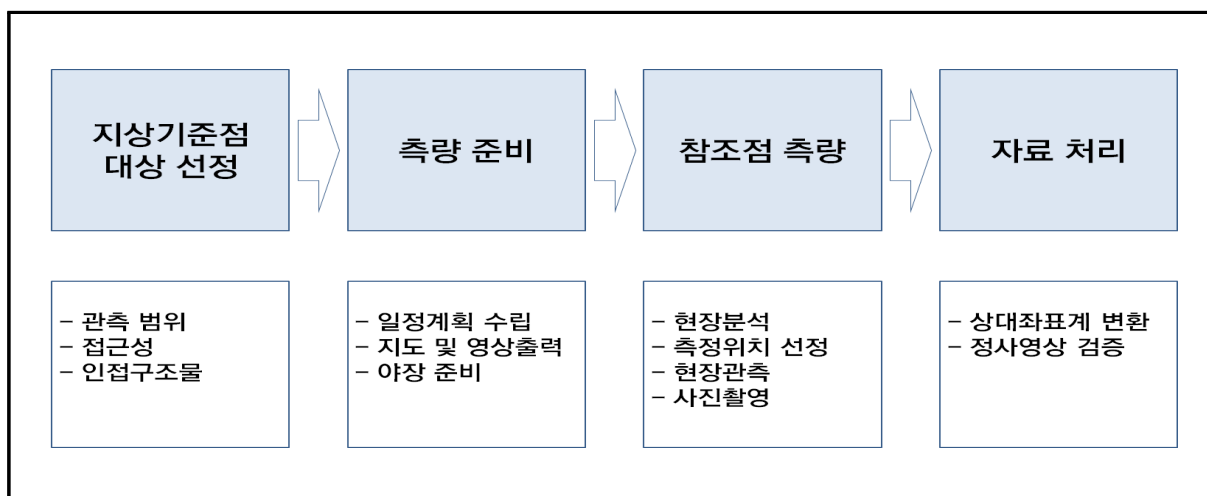 지상기준점
대상 선정
측량 준비
참조점 측량
자료 처리
– 관측 범위
– 접근성
– 인접구조물
– 일정계획 수립
– 지도 및 영상출력
– 야장 준비
– 현장분석
– 측정위치 선정
– 현장관측
– 사진촬영
– 상대좌표계 변환
– 정사영상 검증